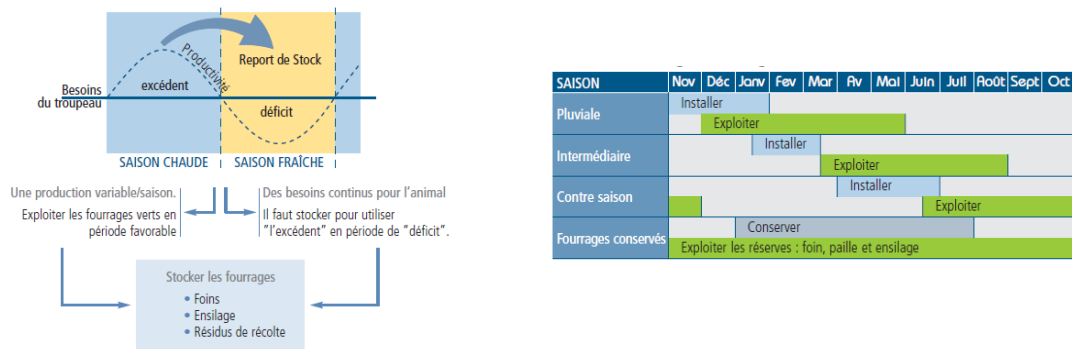 Report de Stock
Productivité
excédent
Besoins
du troupeau
déficit
SAISON CHAUDE
SAISON FRAÎCHE
Une production variable/saison.
Exploiter les fourrages verts en
période favorable
Des besoins continus pour l'animal
Il faut stocker pour utiliser
"l'excédent" en période de "déficit".
Stocker les fourrages
• Foins
• Ensilage
• Résidus de récolte
SAISON Nov Déc Janv Fev Mar Av Mai Juin Juil Août Sept Oct
Pluviale
Installer
Exploiter
Intermédiaire
Installer
Exploiter
Contre saison
Installer
Exploiter
Fourrages conservés
Conserver
Exploiter les réserves : foin, paille et ensilage